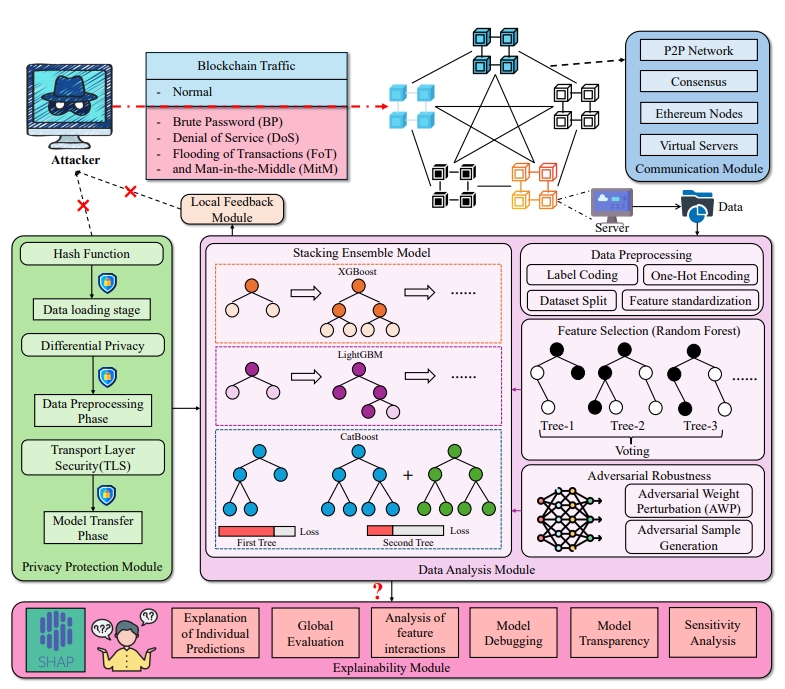 Blockchain Traffic
- Normal
- Brute Password (BP)
- Denial of Service (DoS)
- Flooding of Transactions (FoT)
- and Man-in-the-Middle (MitM)
Attacker
P2P Network
Consensus
Ethereum Nodes
Virtual Servers
Communication Module
Local Feedback
Module
Server
Data
Hash Function
Data loading stage
Differential Privacy
Data Preprocessing
Phase
Transport Layer
Security(TLS)
Model Transfer
Phase
Privacy Protection Module
Stacking Ensemble Model
XGBoost
......
LightGBM
......
CatBoost
+
Loss
First Tree
Loss
Second Tree
Data Preprocessing
Label Coding
One-Hot Encoding
Dataset Split
Feature standardization
Feature Selection (Random Forest)
......
Tree-1
Tree-2
Tree-3
Voting
Adversarial Robustness
Adversarial Weight
Perturbation (AWP)
Adversarial Sample
Generation
Data Analysis Module
?
SHAP
???
??
Explanation
of Individual
Predictions
Global
Evaluation
Analysis of
feature
interactions
Model
Debugging
Model
Transparency
Sensitivity
Analysis
Explainability Module